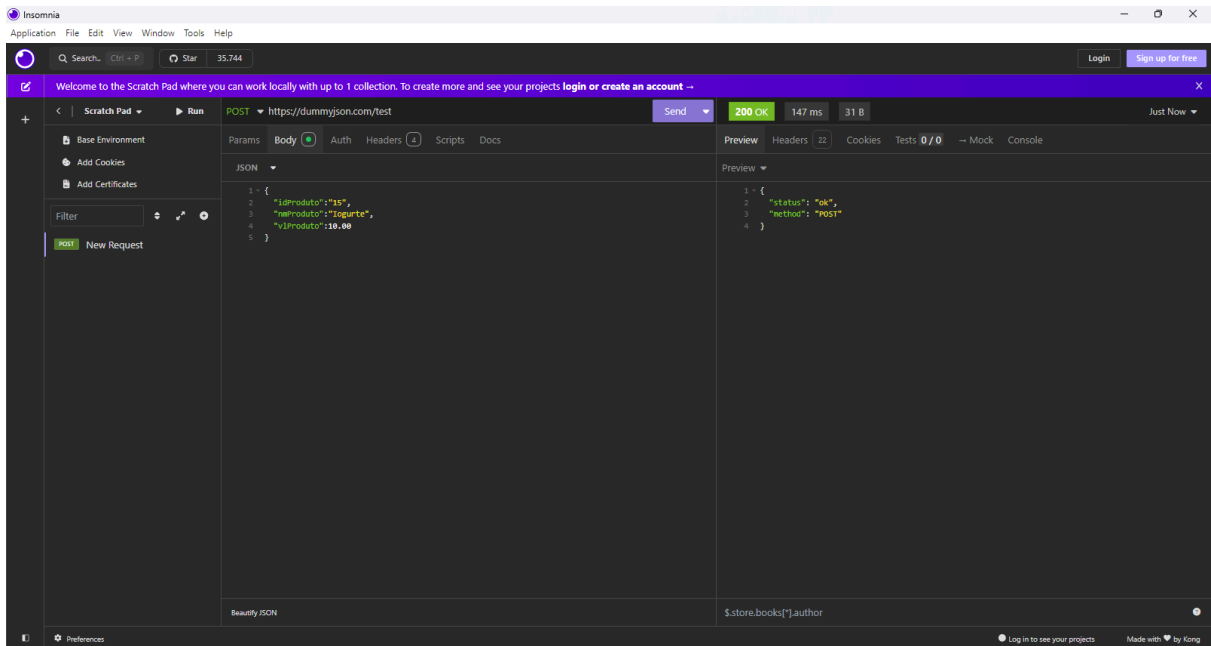 Insomnia
Application File Edit View Window Tools Help
Search.. Ctrl + P Star 35.744 Login Sign up for free
Welcome to the Scratch Pad where you can work locally with up to 1 collection. To create more and see your projects login or create an account →
Scratch Pad Run
Base Environment
Add Cookies
Add Certificates
Filter
POST New Request
POST https://dummyjson.com/test Send
Params Body Auth Headers 4 Scripts Docs
JSON
1 {
2 "idProduto":"15",
3 "nmProduto":"Iogurte",
4 "vlProduto":10.00
5 }
Beautify JSON
200 OK 147 ms 31 B Just Now
Preview Headers 22 Cookies Tests 0 / 0 → Mock Console
Preview
1 {
2 "status": "ok",
3 "method": "POST"
4 }
$.store.books[*].author
Preferences
Log in to see your projects Made with ♥ by Kong